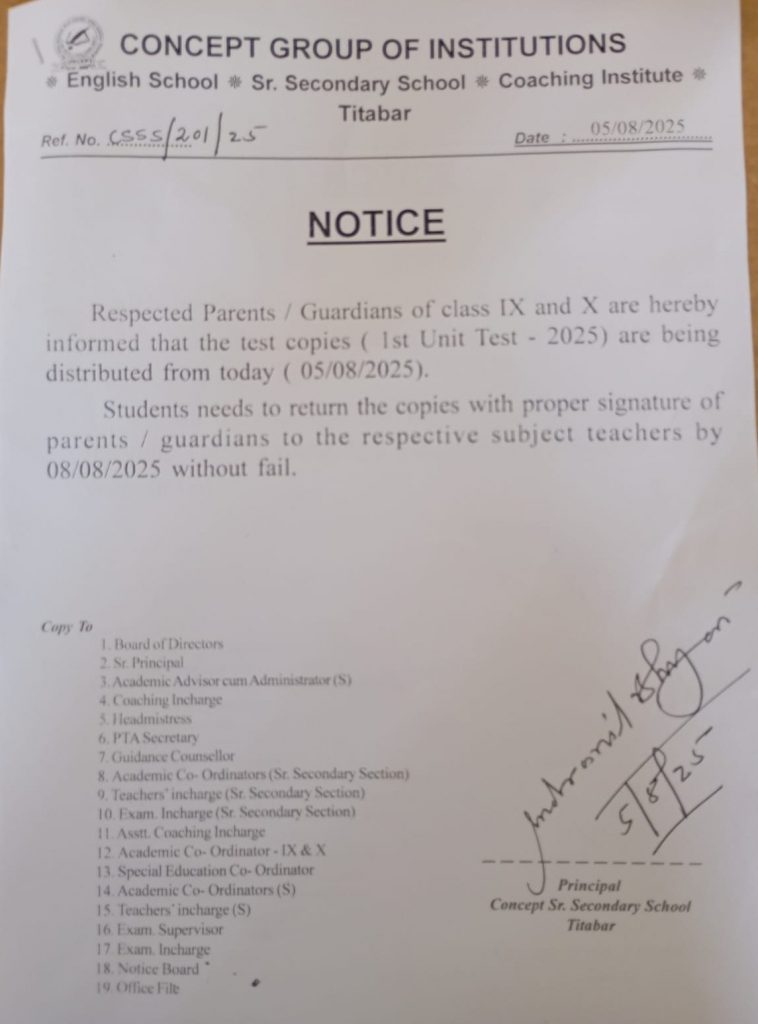 CONCEPT GROUP OF INSTITUTIONS
* English School * Sr. Secondary School * Coaching Institute *
Titabar
Ref. No. CSSS/201/25
Date : 05/08/2025
NOTICE
Respected Parents / Guardians of class IX and X are hereby
informed that the test copies ( 1st Unit Test - 2025) are being
distributed from today ( 05/08/2025).
Students needs to return the copies with proper signature of
parents / guardians to the respective subject teachers by
08/08/2025 without fail.
Copy To
1. Board of Directors
2. Sr. Principal
3. Academic Advisor cum Administrator (S)
4. Coaching Incharge
5. Headmistress
6. PTA Secretary
7. Guidance Counsellor
8. Academic Co- Ordinators (Sr. Secondary Section)
9. Teachers' incharge (Sr. Secondary Section)
10. Exam. Incharge (Sr. Secondary Section)
11. Asstt. Coaching Incharge
12. Academic Co- Ordinator - IX & X
13. Special Education Co- Ordinator
14. Academic Co- Ordinators (S)
15. Teachers' incharge (S)
16. Exam. Supervisor
17. Exam. Incharge
18. Notice Board
19. Office File
5/8/25
Principal
Concept Sr. Secondary School
Titabar